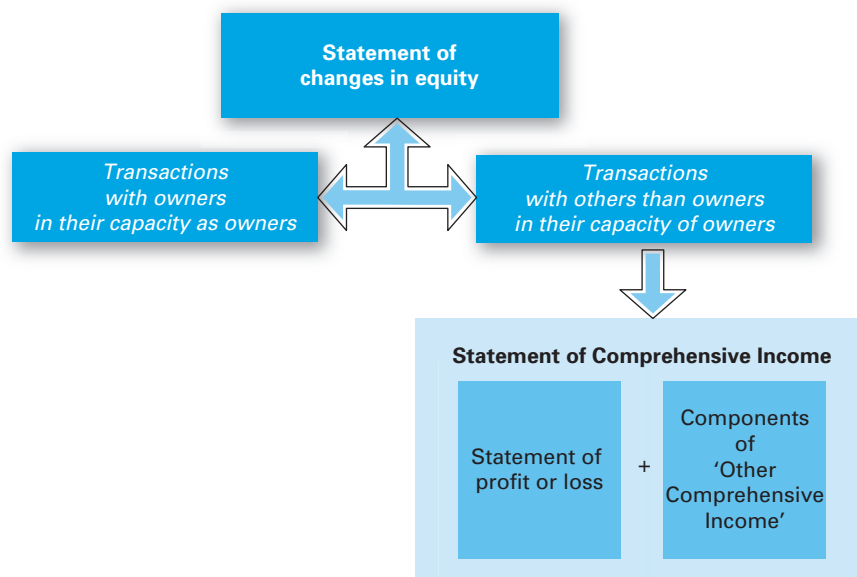 Statement of
changes in equity
Transactions
with owners
in their capacity as owners
Transactions
with others than owners
in their capacity of owners
Statement of Comprehensive Income
Statement of
profit or loss
+
Components
of
‘Other
Comprehensive
Income’